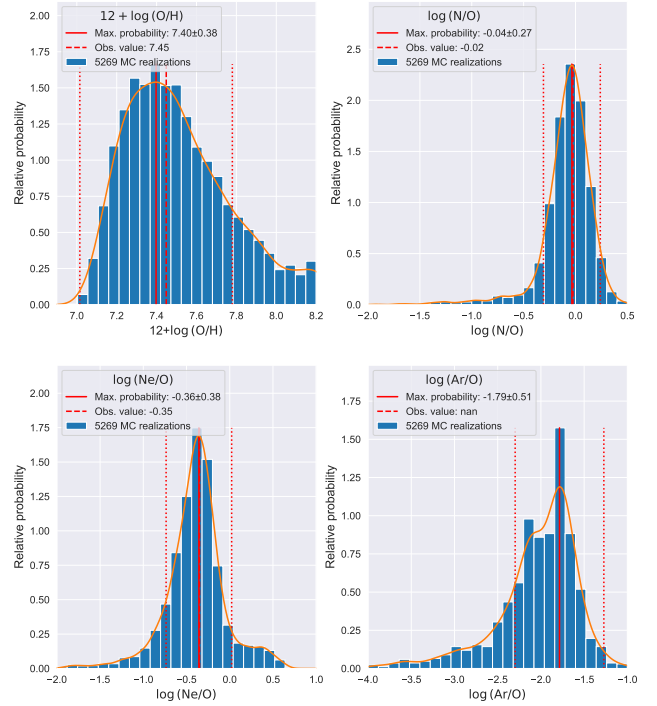 12 + log (O/H)
Max. probability: 7.40±0.38
Obs. value: 7.45
5269 MC realizations
Relative probability
2.00
1.75
1.50
1.25
1.00
0.75
0.50
0.25
0.00
7.0 7.2 7.4 7.6 7.8 8.0 8.2
12+log (O/H)
log (N/O)
Max. probability: -0.04±0.27
Obs. value: -0.02
5269 MC realizations
Relative probability
2.5
2.0
1.5
1.0
0.5
0.0
−2.0 −1.5 −1.0 −0.5 0.0 0.5
log (N/O)
log (Ne/O)
Max. probability: -0.36±0.38
Obs. value: -0.35
5269 MC realizations
Relative probability
2.00
1.75
1.50
1.25
1.00
0.75
0.50
0.25
0.00
−2.0 −1.5 −1.0 −0.5 0.0 0.5 1.0
log (Ne/O)
log (Ar/O)
Max. probability: -1.79±0.51
Obs. value: nan
5269 MC realizations
Relative probability
1.75
1.50
1.25
1.00
0.75
0.50
0.25
0.00
−4.0 −3.5 −3.0 −2.5 −2.0 −1.5 −1.0
log (Ar/O)